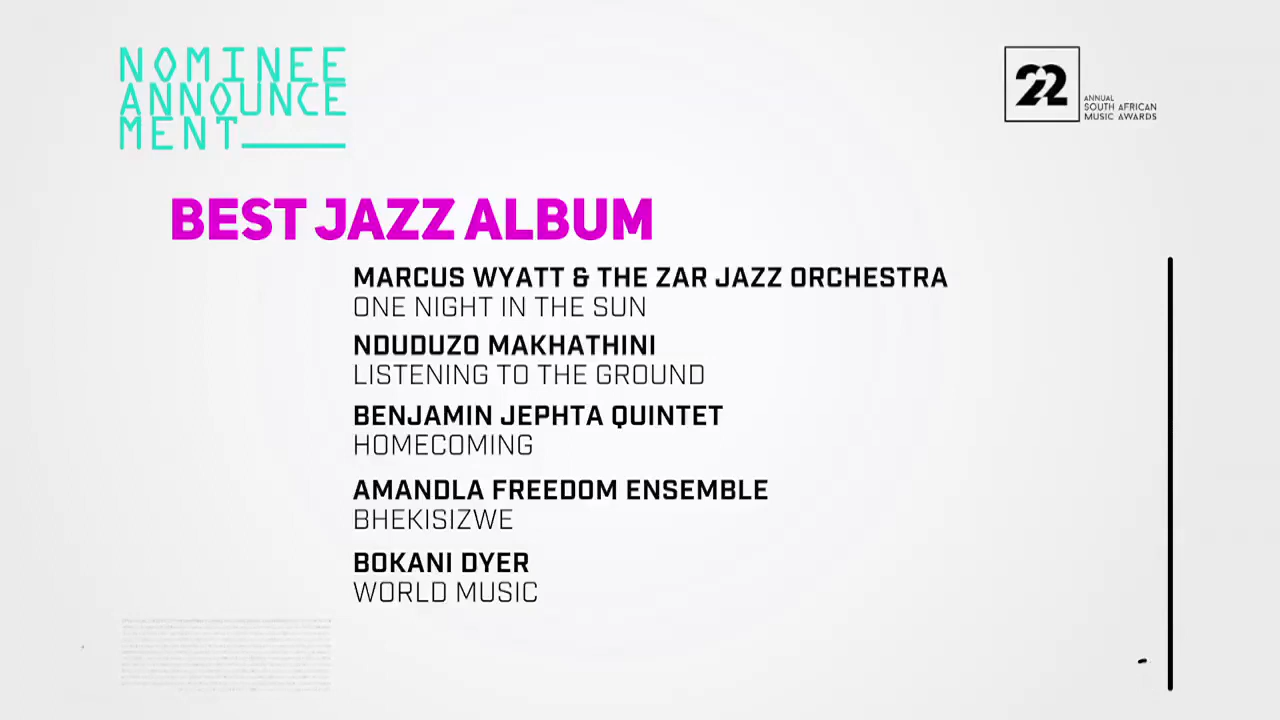 NOMINEE
ANNOUNCE
MENT
22
ANNUAL
SOUTH AFRICAN
MUSIC AWARDS
BEST JAZZ ALBUM
MARCUS WYATT & THE ZAR JAZZ ORCHESTRA
ONE NIGHT IN THE SUN
NDUDUZO MAKHATHINI
LISTENING TO THE GROUND
BENJAMIN JEPHTA QUINTET
HOMECOMING
AMANDLA FREEDOM ENSEMBLE
BHEKISIZWE
BOKANI DYER
WORLD MUSIC